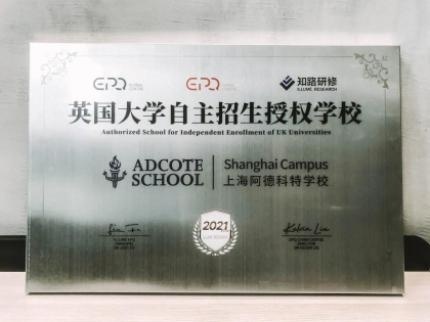 EPQ
EPQ
知路研修
ILLUME RESEARCH
英国大学自主招生授权学校
Authorized School for Independent Enrollment of UK Universities
ADCOTE
SCHOOL
Shanghai Campus
上海阿德科特学校
2021